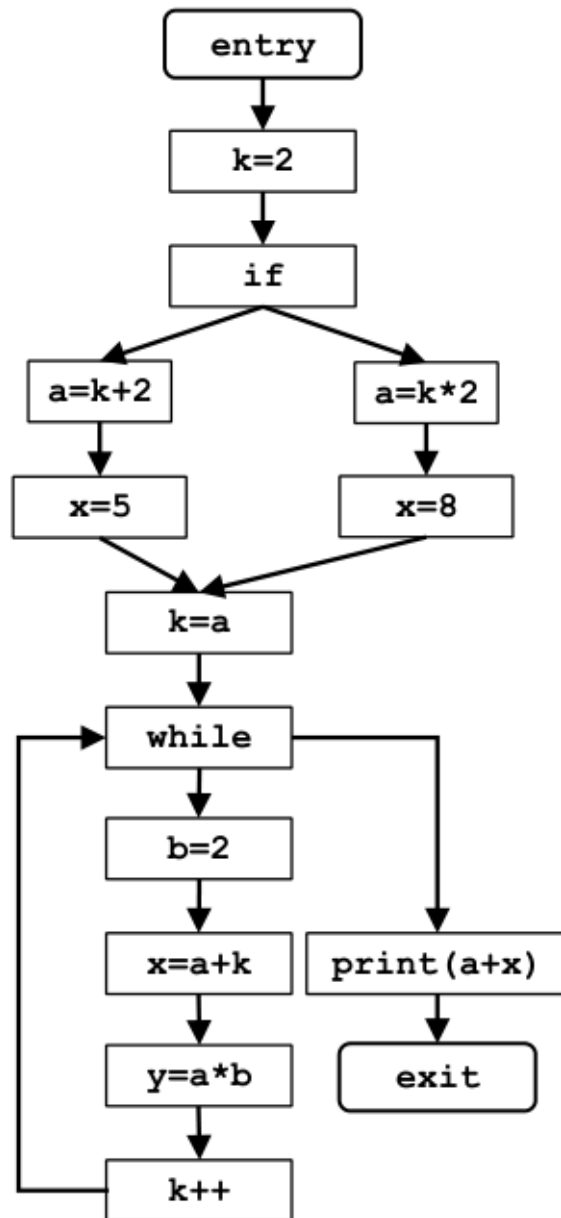 entry
k=2
if
a=k+2
a=k*2
x=5
x=8
k=a
while
b=2
x=a+k
print(a+x)
y=a*b
exit
k++